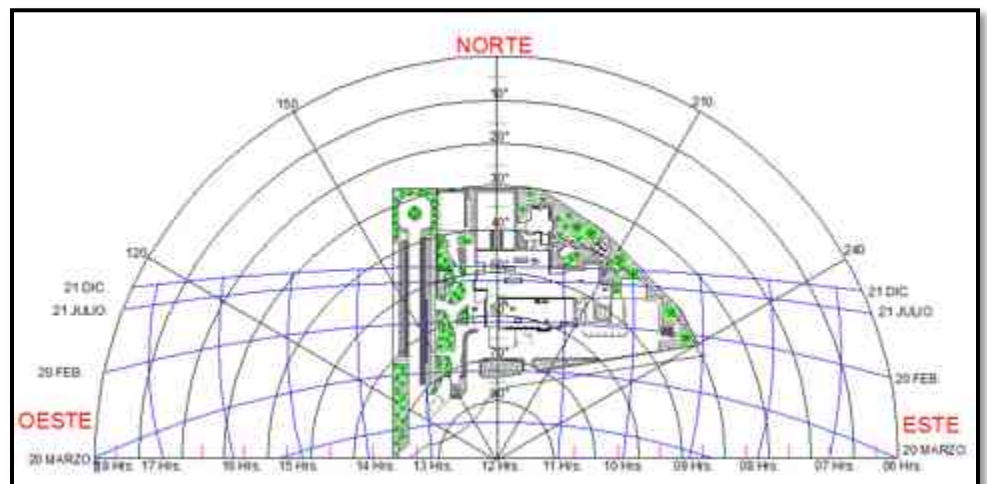 NORTE
10°
150
210.
20°
30°
40°
120
240
21 DIC.
21 DIC
21 JULIO.
21 JULIO.
20 FEB.
20 FEB.
OESTE
ESTE
20 MARZO.
20 MARZO.
18 Hrs.
17 Hrs.
16 Hrs.
15 Hrs.
14 Hrs.
13 Hrs.
12 Hrs.
11 Hrs.
10 Hrs.
09 Hrs.
08 Hrs.
07 Hrs.
06 Hrs.